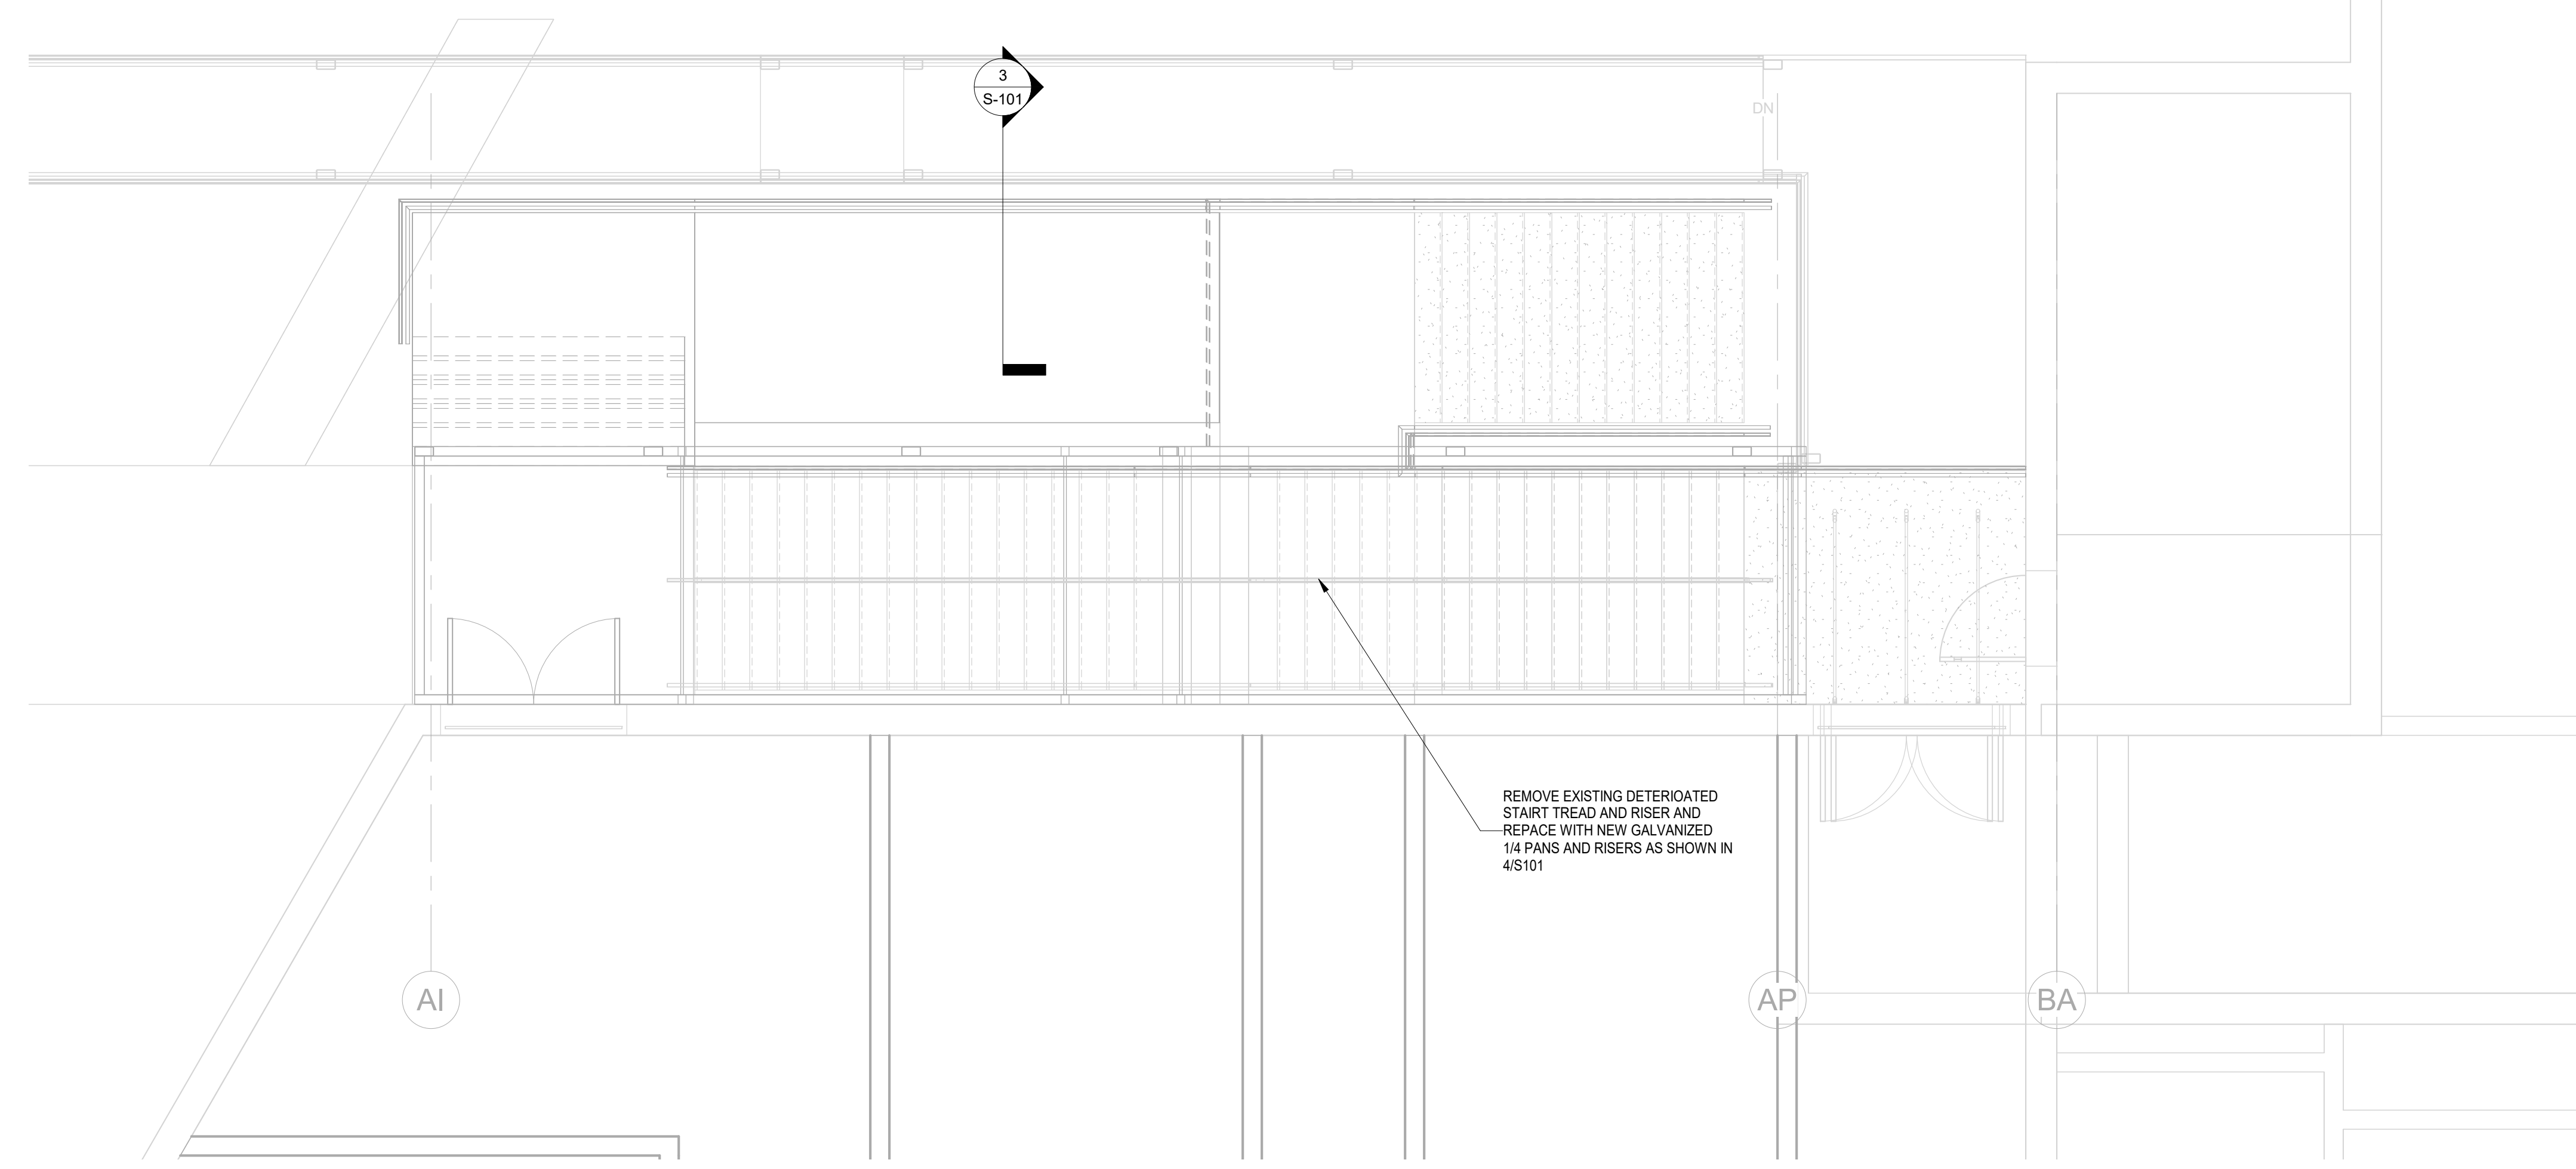 3
S-101
DN
REMOVE EXISTING DETERIOATED
STAIRT TREAD AND RISER AND
REPACE WITH NEW GALVANIZED
1/4 PANS AND RISERS AS SHOWN IN
4/S101
AI
AP
BA